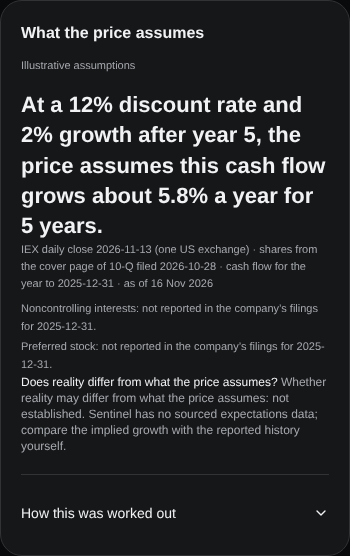 What the price assumes
Illustrative assumptions
At a 12% discount rate and
2% growth after year 5, the
price assumes this cash flow
grows about 5.8% a year for
5 years.
IEX daily close 2026-11-13 (one US exchange) · shares from
the cover page of 10-Q filed 2026-10-28 · cash flow for the
year to 2025-12-31 · as of 16 Nov 2026
Noncontrolling interests: not reported in the company's filings
for 2025-12-31.
Preferred stock: not reported in the company's filings for 2025-
12-31.
Does reality differ from what the price assumes? Whether
reality may differ from what the price assumes: not
established. Sentinel has no sourced expectations data;
compare the implied growth with the reported history
yourself.
How this was worked out